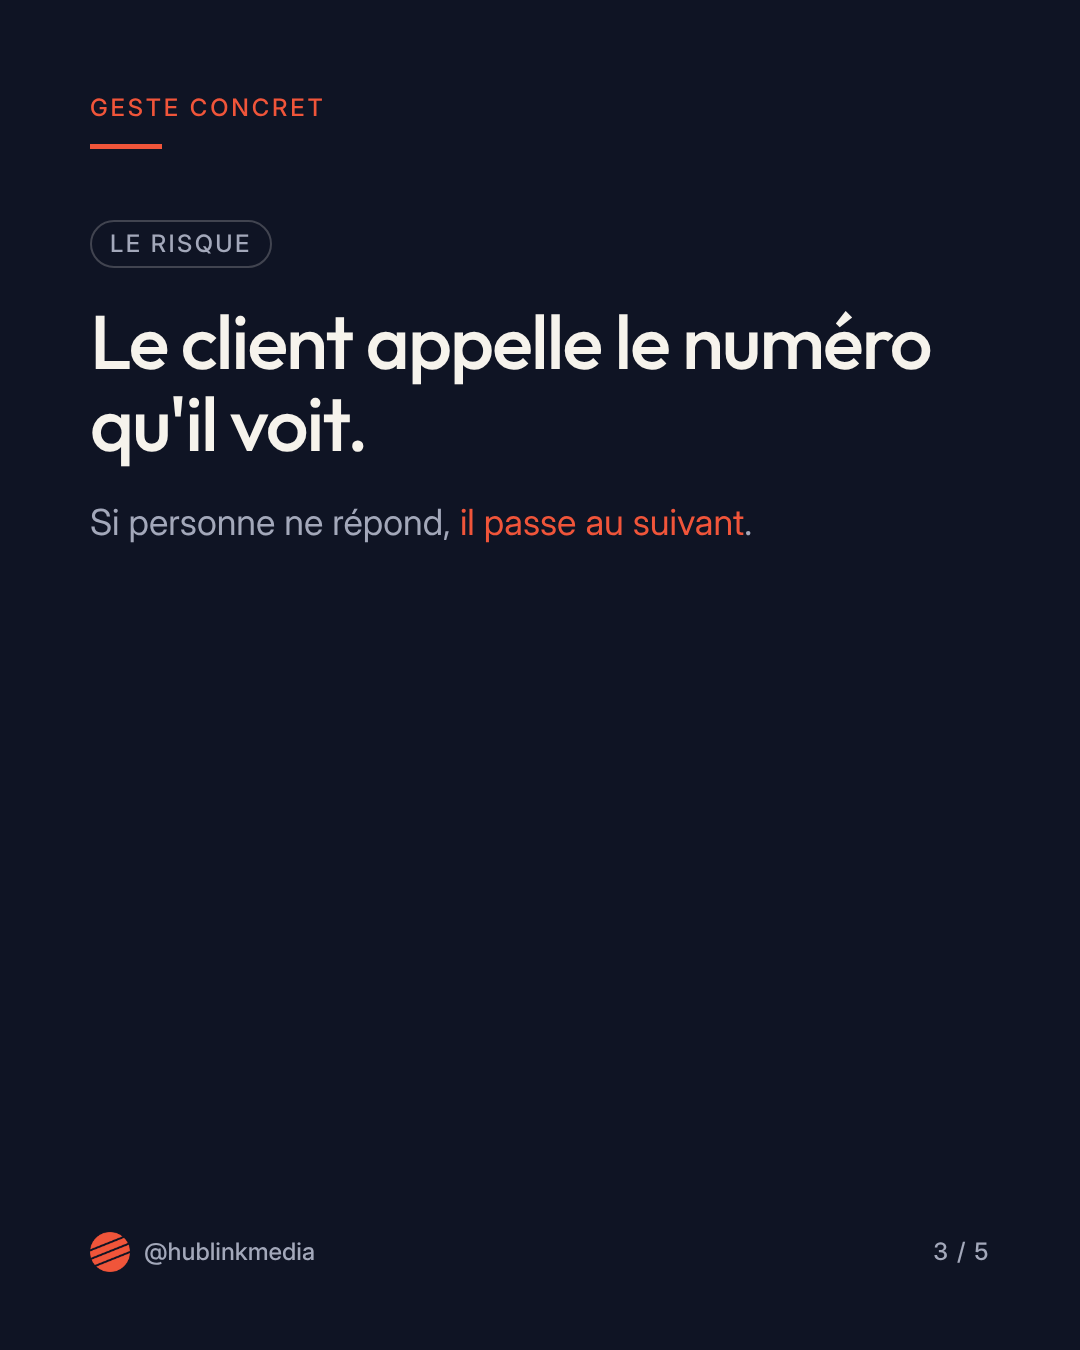 GESTE CONCRET
LE RISQUE
Le client appelle le numéro
qu'il voit.
Si personne ne répond, il passe au suivant.
@hublinkmedia
3 / 5